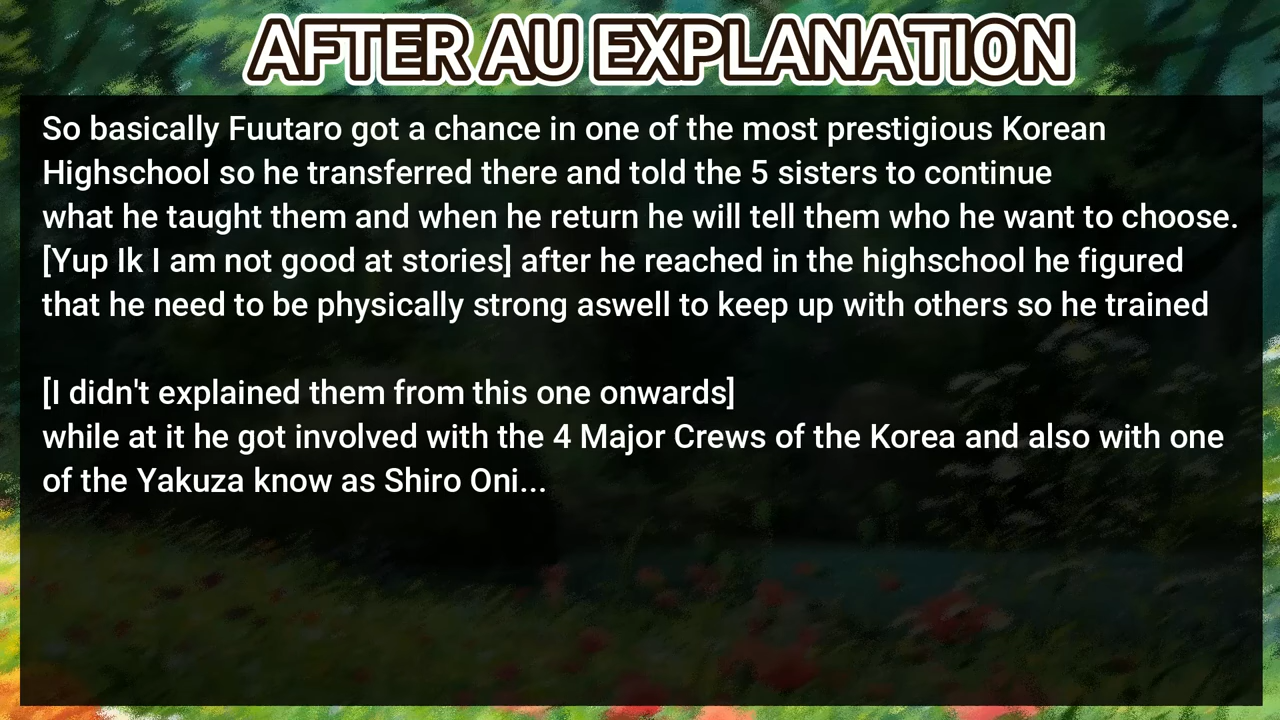 AFTER AU EXPLANATION
So basically Fuutaro got a chance in one of the most prestigious Korean
Highschool so he transferred there and told the 5 sisters to continue
what he taught them and when he return he will tell them who he want to choose.
[Yup Ik I am not good at stories] after he reached in the highschool he figured
that he need to be physically strong aswell to keep up with others so he trained
[I didn't explained them from this one onwards]
while at it he got involved with the 4 Major Crews of the Korea and also with one
of the Yakuza know as Shiro Oni...